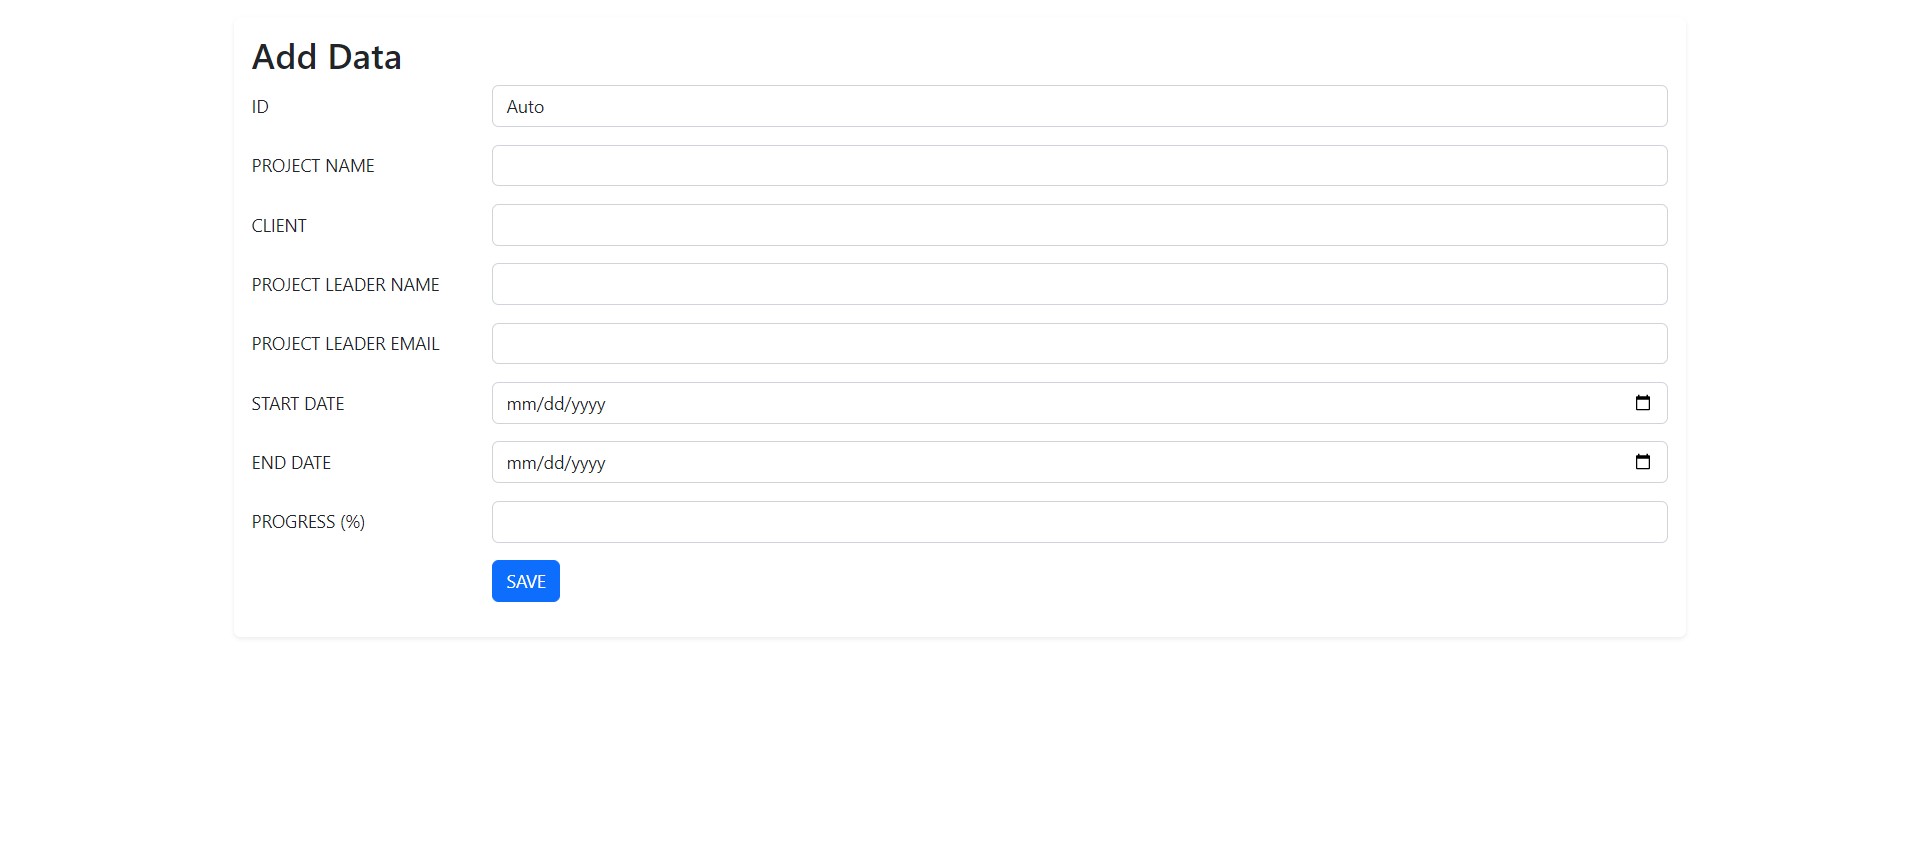 Add Data
ID Auto
PROJECT NAME
CLIENT
PROJECT LEADER NAME
PROJECT LEADER EMAIL
START DATE mm/dd/yyyy
END DATE mm/dd/yyyy
PROGRESS (%)
SAVE